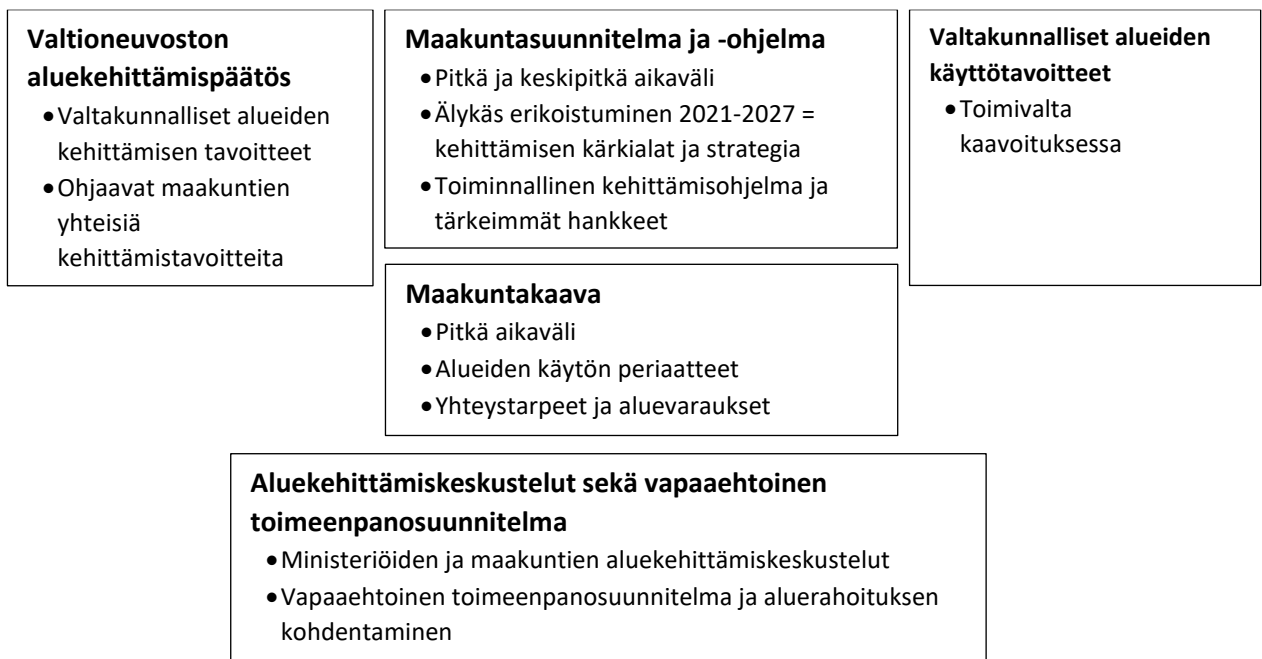 Valtioneuvoston
aluekehittämispäätös
• Valtakunnalliset alueiden
kehittämisen tavoitteet
• Ohjaavat maakuntien
yhteisiä
kehittämistavoitteita
Maakuntasuunnitelma ja -ohjelma
• Pitkä ja keskipitkä aikaväli
• Älykäs erikoistuminen 2021-2027 =
kehittämisen kärkialat ja strategia
• Toiminnallinen kehittämisohjelma ja
tärkeimmät hankkeet
Valtakunnalliset alueiden
käyttötavoitteet
• Toimivalta
kaavoituksessa
Maakuntakaava
• Pitkä aikaväli
• Alueiden käytön periaatteet
• Yhteystarpeet ja aluevaraukset
Aluekehittämiskeskustelut sekä vapaaehtoinen
toimeenpanosuunnitelma
• Ministeriöiden ja maakuntien aluekehittämiskeskustelut
• Vapaaehtoinen toimeenpanosuunnitelma ja aluerahoituksen
kohdentaminen